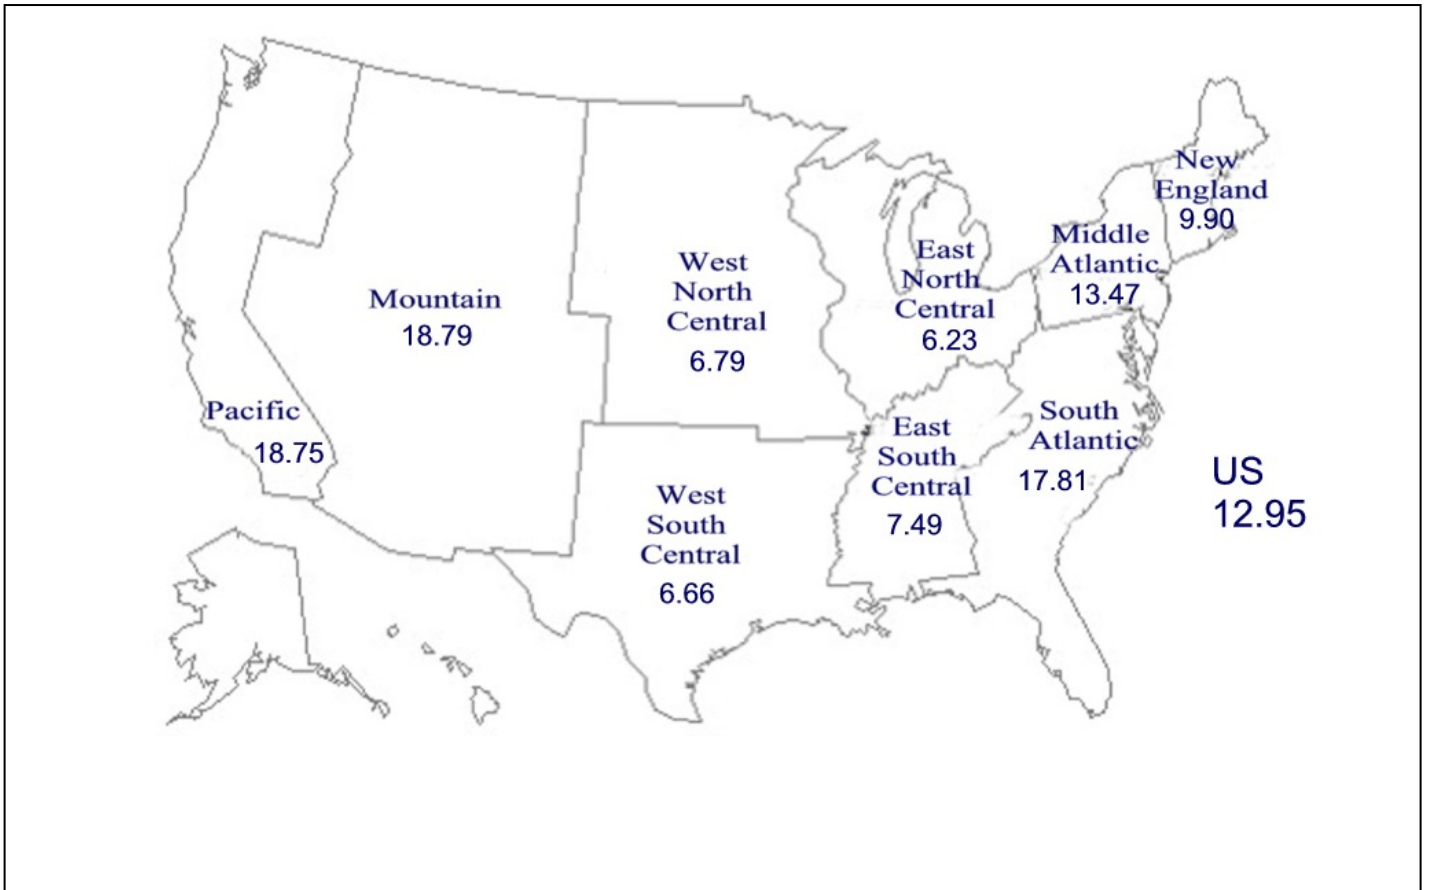 New
England
9.90
Middle
Atlantic
13.47
East
North
Central
6.23
West
North
Central
6.79
Mountain
18.79
Pacific
18.75
South
Atlantic
17.81
East
South
Central
7.49
US
12.95
West
South
Central
6.66